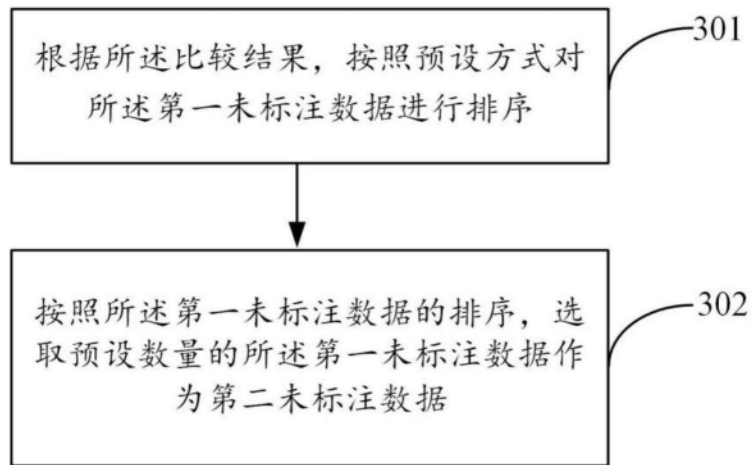 根据所述比较结果，按照预设方式对
所述第一未标注数据进行排序
301
按照所述第一未标注数据的排序，选
取预设数量的所述第一未标注数据作
为第二未标注数据
302